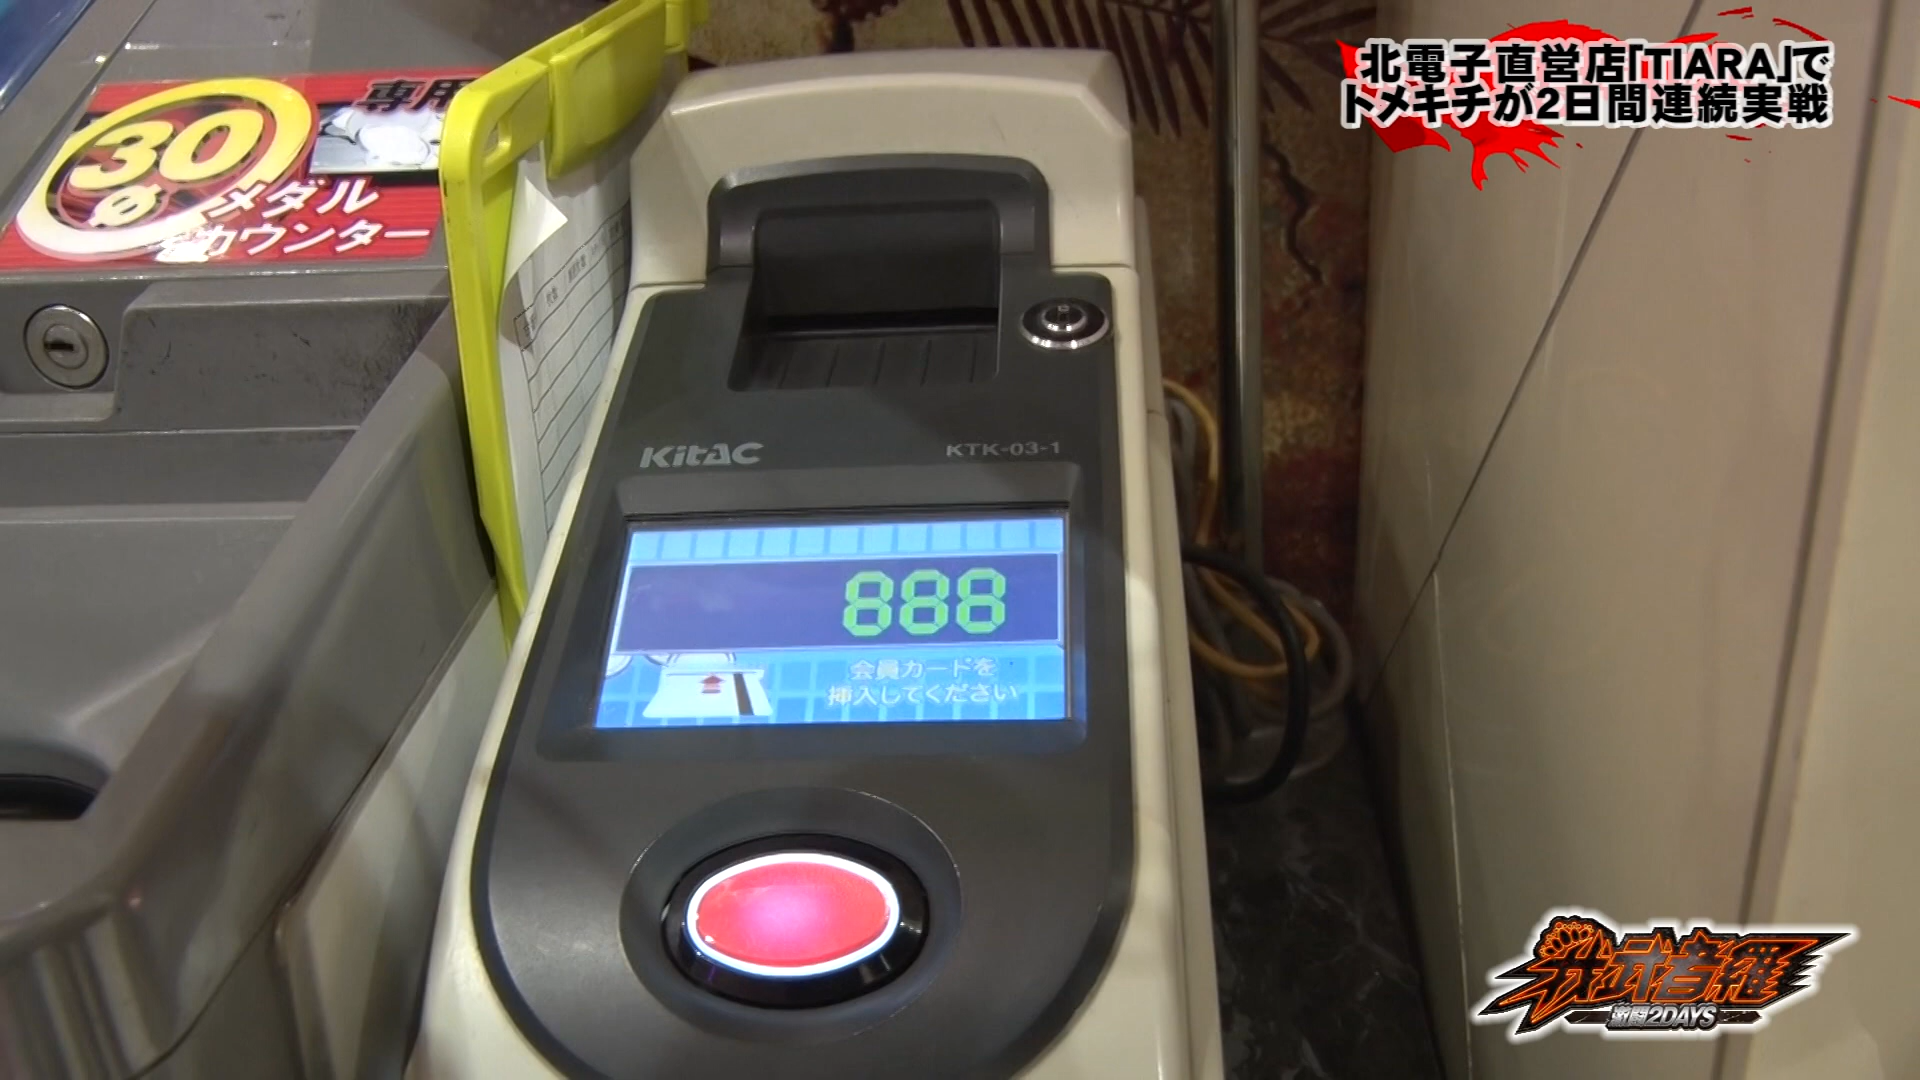 北電子直営店「TIARA」で
トメキチが2日間連続実戦
専用
30
φ
メダル
カウンター
KitAC
KTK-03-1
888
会員カードを
挿入してください
激闘2DAYS